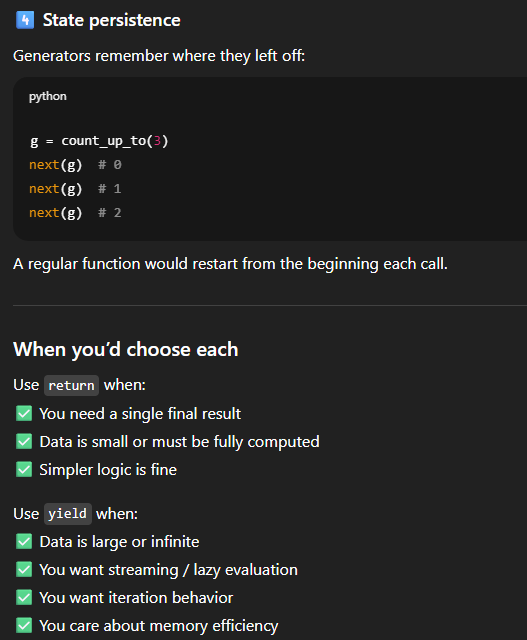 4️⃣ State persistence
Generators remember where they left off:
python
g = count_up_to(3)
next(g)  # 0
next(g)  # 1
next(g)  # 2
A regular function would restart from the beginning each call.
When you’d choose each
Use return when:
✅ You need a single final result
✅ Data is small or must be fully computed
✅ Simpler logic is fine
Use yield when:
✅ Data is large or infinite
✅ You want streaming / lazy evaluation
✅ You want iteration behavior
✅ You care about memory efficiency